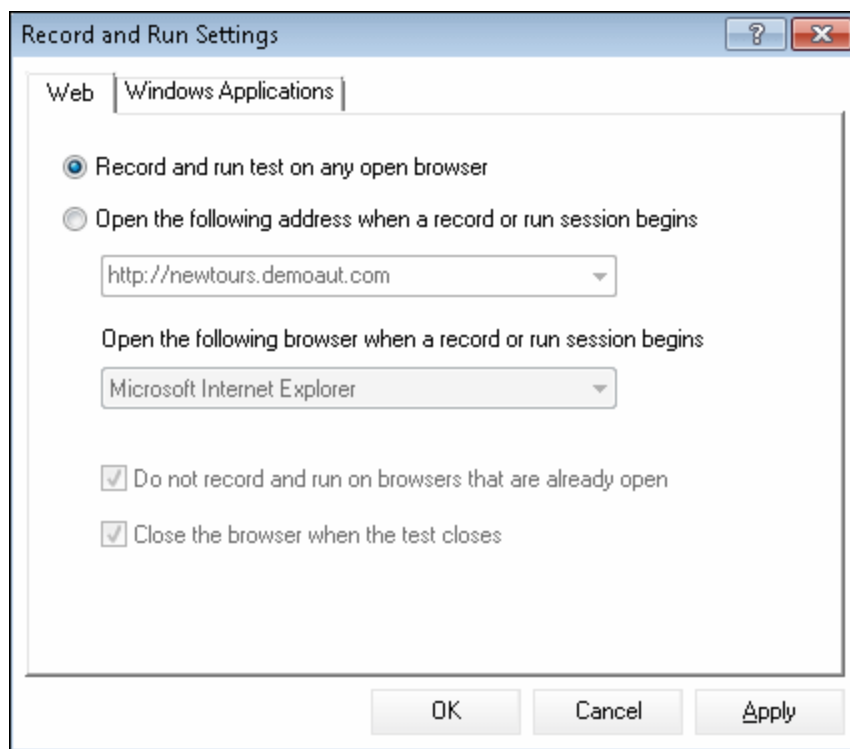 Record and Run Settings
Web
Windows Applications
Record and run test on any open browser
Open the following address when a record or run session begins
http://newtours.demoaut.com
Open the following browser when a record or run session begins
Microsoft Internet Explorer
Do not record and run on browsers that are already open
Close the browser when the test closes
OK
Cancel
Apply